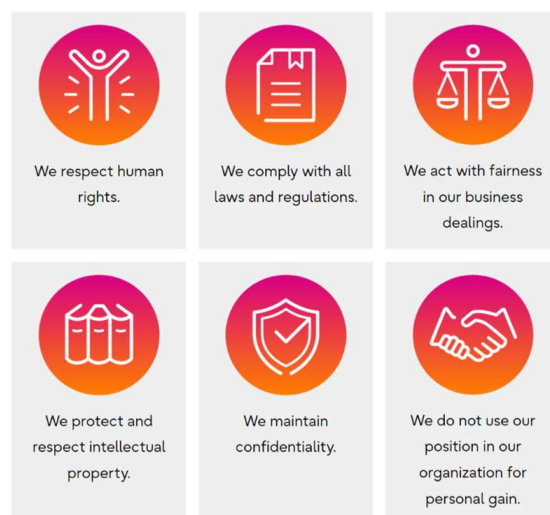 We respect human
rights.
We comply with all
laws and regulations.
We act with fairness
in our business
dealings.
We protect and
respect intellectual
property.
We maintain
confidentiality.
We do not use our
position in our
organization for
personal gain.